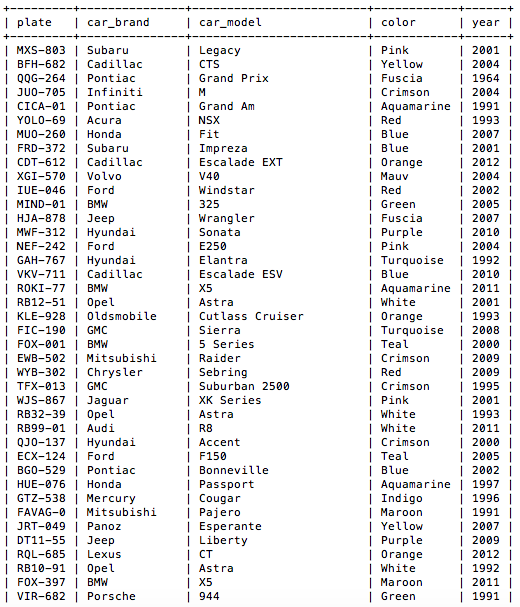 | plate | car_brand | car_model | color | year |
| MXS-803 | Subaru | Legacy | Pink | 2001 |
| BFH-682 | Cadillac | CTS | Yellow | 2004 |
| QQG-264 | Pontiac | Grand Prix | Fuscia | 1964 |
| JUO-705 | Infiniti | M | Crimson | 2004 |
| CICA-01 | Pontiac | Grand Am | Aquamarine | 1991 |
| YOLO-69 | Acura | NSX | Red | 1993 |
| MUO-260 | Honda | Fit | Blue | 2007 |
| FRD-372 | Subaru | Impreza | Blue | 2001 |
| CDT-612 | Cadillac | Escalade EXT | Orange | 2012 |
| XGI-570 | Volvo | V40 | Mauv | 2004 |
| IUE-046 | Ford | Windstar | Red | 2002 |
| MIND-01 | BMW | 325 | Green | 2005 |
| HJA-878 | Jeep | Wrangler | Fuscia | 2007 |
| MWF-312 | Hyundai | Sonata | Purple | 2010 |
| NEF-242 | Ford | E250 | Pink | 2004 |
| GAH-767 | Hyundai | Elantra | Turquoise | 1992 |
| VKV-711 | Cadillac | Escalade ESV | Blue | 2010 |
| ROKI-77 | BMW | X5 | Aquamarine | 2011 |
| RB12-51 | Opel | Astra | White | 2001 |
| KLE-928 | Oldsmobile | Cutlass Cruiser | Orange | 1993 |
| FIC-190 | GMC | Sierra | Turquoise | 2008 |
| FOX-001 | BMW | 5 Series | Teal | 2000 |
| EWB-502 | Mitsubishi | Raider | Crimson | 2009 |
| WYB-302 | Chrysler | Sebring | Red | 2009 |
| TFX-013 | GMC | Suburban 2500 | Crimson | 1995 |
| WJS-867 | Jaguar | XK Series | Pink | 2001 |
| RB32-39 | Opel | Astra | White | 1993 |
| RB99-01 | Audi | R8 | White | 2011 |
| QJO-137 | Hyundai | Accent | Crimson | 2000 |
| ECX-124 | Ford | F150 | Teal | 2005 |
| BGO-529 | Pontiac | Bonneville | Blue | 2002 |
| HUE-076 | Honda | Passport | Aquamarine | 1997 |
| GTZ-538 | Mercury | Cougar | Indigo | 1996 |
| FAVAG-0 | Mitsubishi | Pajero | Maroon | 1991 |
| JRT-049 | Panoz | Esperante | Yellow | 2007 |
| DT11-55 | Jeep | Liberty | Purple | 2009 |
| RQL-685 | Lexus | CT | Orange | 2012 |
| RB10-91 | Opel | Astra | White | 1992 |
| FOX-397 | BMW | X5 | Maroon | 2011 |
| VIR-682 | Porsche | 944 | Green | 1991 |